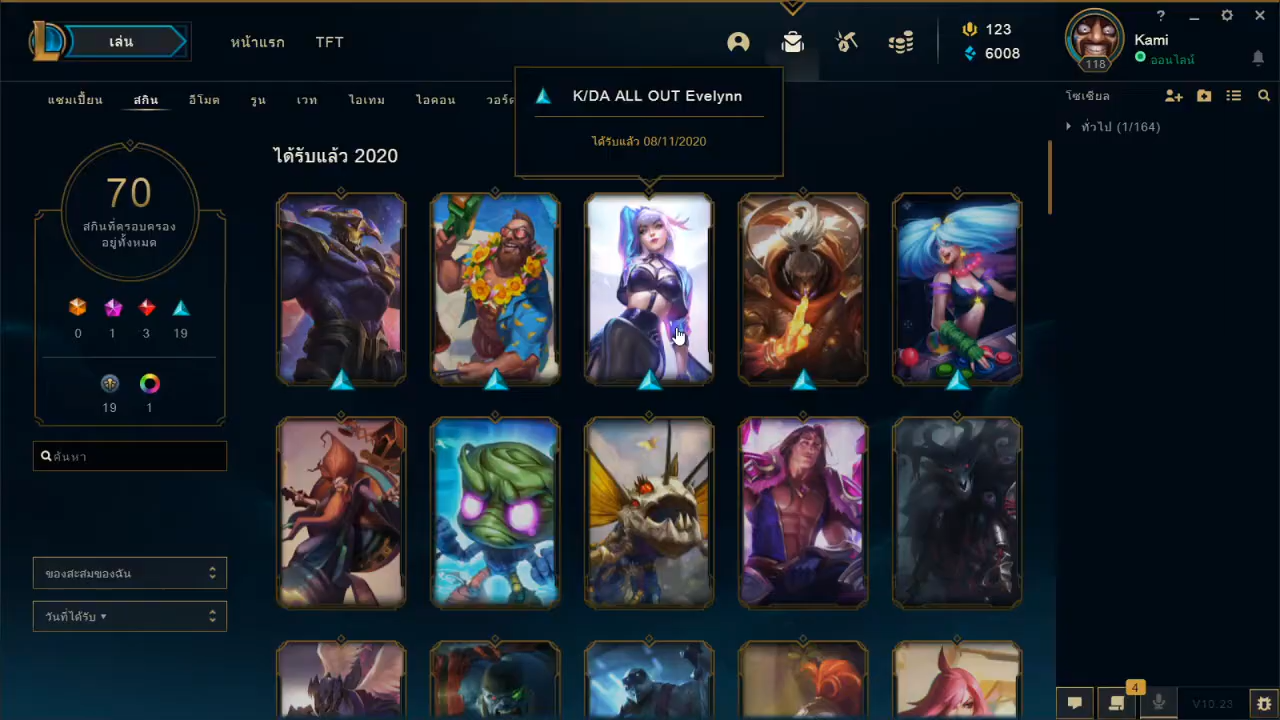 เล่น
หน้าแรก
TFT
123
6008
?
Kami
118
ออนไลน์
แชมเปี้ยน
สกิน
อีโมต
รูน
เวท
ไอเทม
ไอคอน
วอร์ด
K/DA ALL OUT Evelynn
ได้รับแล้ว 08/11/2020
โซเชียล
ทั่วไป (1/164)
ได้รับแล้ว 2020
70
สกินที่ครอบครอง
อยู่ทั้งหมด
0 1 3 19
19 1
ค้นหา
ของสะสมของฉัน
วันที่ได้รับ
4
V10.23